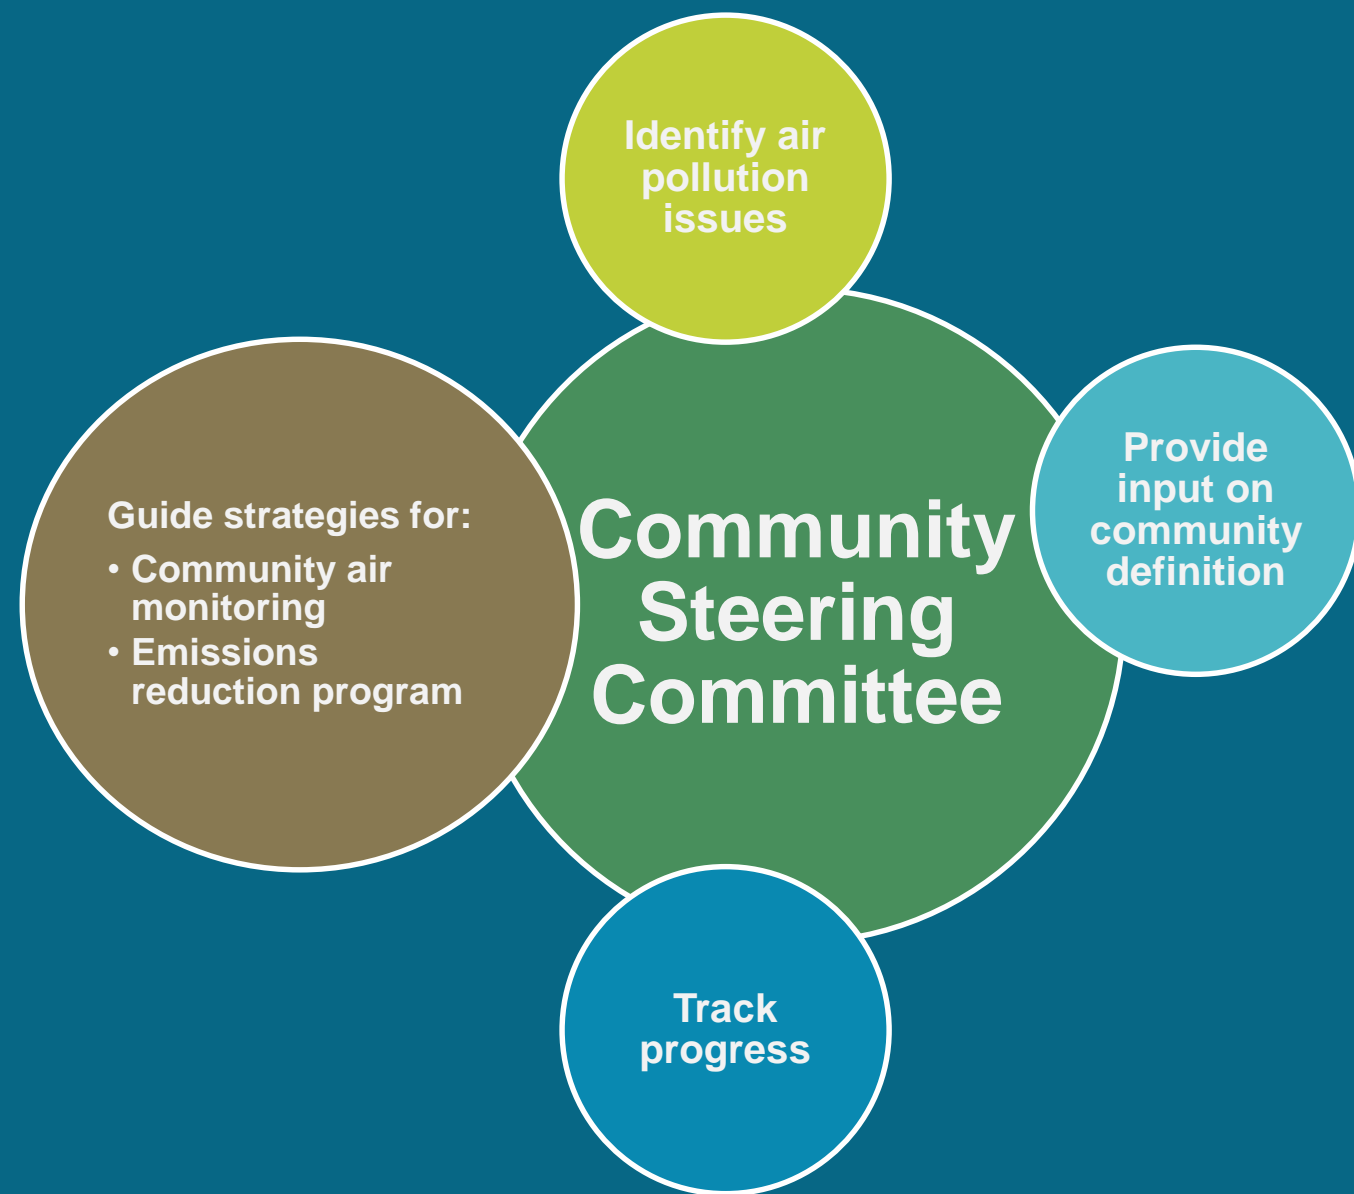 Identify air
pollution
issues
Provide
input on
community
definition
Guide strategies for:
• Community air
monitoring
• Emissions
reduction program
Community
Steering
Committee
Track
progress